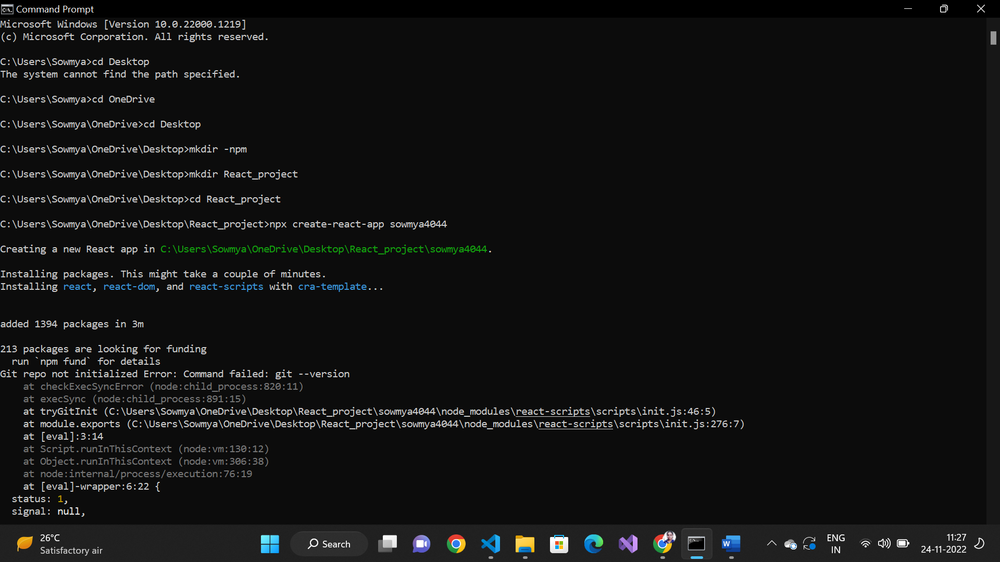 Command Prompt
Microsoft Windows [Version 10.0.22000.1219]
(c) Microsoft Corporation. All rights reserved.
C:\Users\Sowmya>cd Desktop
The system cannot find the path specified.
C:\Users\Sowmya>cd OneDrive
C:\Users\Sowmya\OneDrive>cd Desktop
C:\Users\Sowmya\OneDrive\Desktop>mkdir -npm
C:\Users\Sowmya\OneDrive\Desktop>mkdir React_project
C:\Users\Sowmya\OneDrive\Desktop>cd React_project
C:\Users\Sowmya\OneDrive\Desktop\React_project>npx create-react-app sowmya4044
Creating a new React app in C:\Users\Sowmya\OneDrive\Desktop\React_project\sowmya4044.
Installing packages. This might take a couple of minutes.
Installing react, react-dom, and react-scripts with cra-template...
added 1394 packages in 3m
213 packages are looking for funding
  run `npm fund` for details
Git repo not initialized Error: Command failed: git --version
    at checkExecSyncError (node:child_process:820:11)
    at execSync (node:child_process:891:15)
    at tryGitInit (C:\Users\Sowmya\OneDrive\Desktop\React_project\sowmya4044\node_modules\react-scripts\scripts\init.js:46:5)
    at module.exports (C:\Users\Sowmya\OneDrive\Desktop\React_project\sowmya4044\node_modules\react-scripts\scripts\init.js:276:7)
    at [eval]:3:14
    at Script.runInThisContext (node:vm:130:12)
    at Object.runInThisContext (node:vm:306:38)
    at node:internal/process/execution:76:19
    at [eval]-wrapper:6:22 {
  status: 1,
  signal: null,
26°C
Satisfactory air
Search
ENG
IN
11:27
24-11-2022